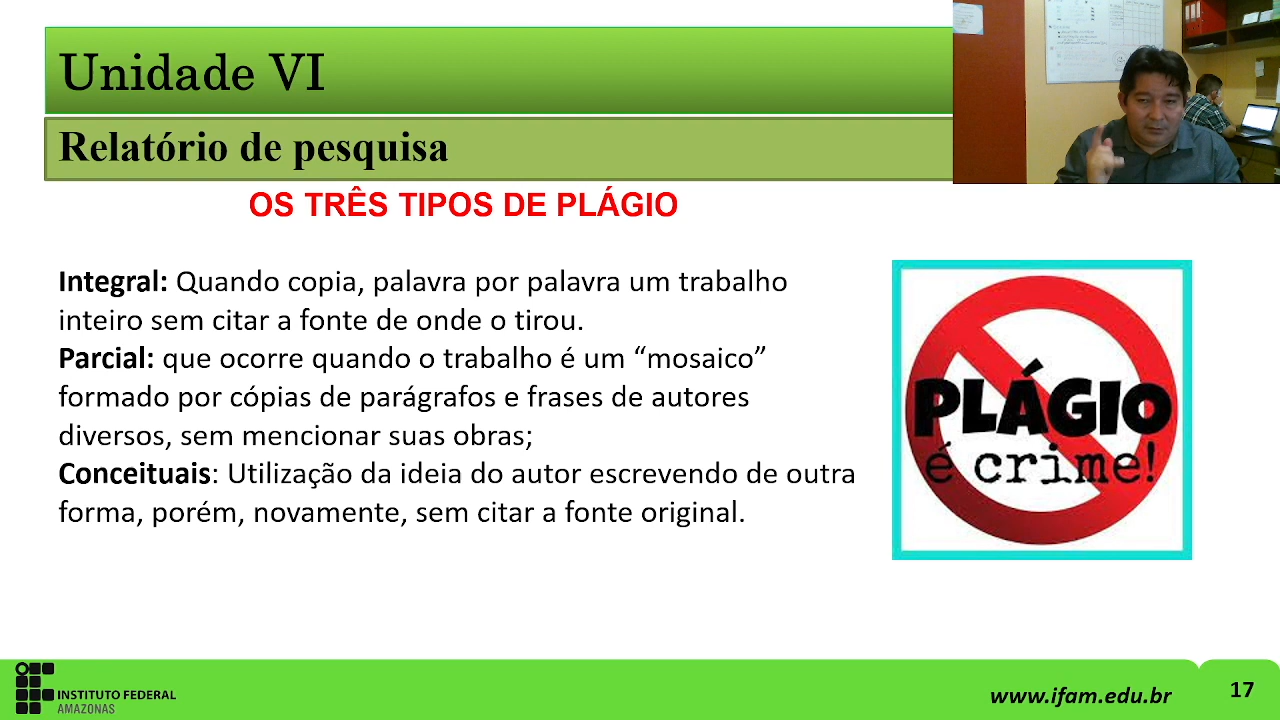 Unidade VI
Relatório de pesquisa
OS TRÊS TIPOS DE PLÁGIO
Integral: Quando copia, palavra por palavra um trabalho
inteiro sem citar a fonte de onde o tirou.
Parcial: que ocorre quando o trabalho é um “mosaico”
formado por cópias de parágrafos e frases de autores
diversos, sem mencionar suas obras;
Conceituais: Utilização da ideia do autor escrevendo de outra
forma, porém, novamente, sem citar a fonte original.
PLÁGIO
é crime!
INSTITUTO FEDERAL
AMAZONAS
www.ifam.edu.br
17